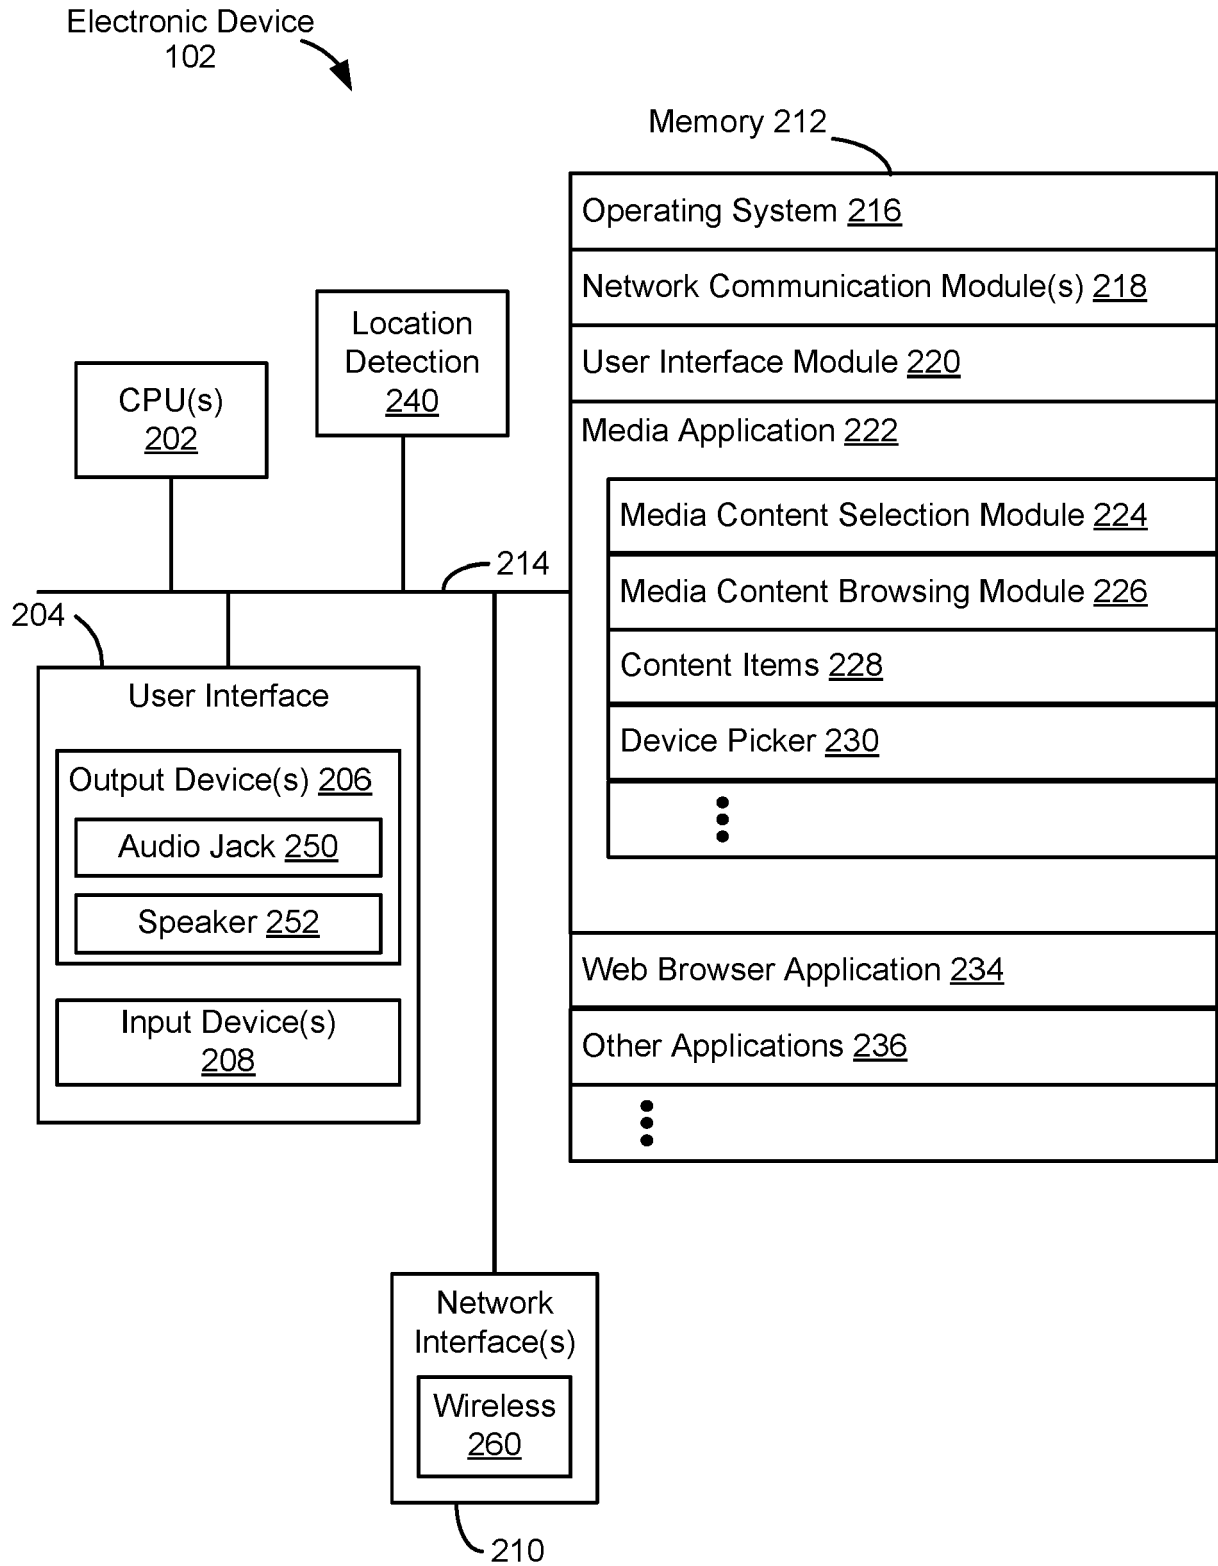 Electronic Device
102
Memory 212
Operating System 216
Network Communication Module(s) 218
User Interface Module 220
Media Application 222
Media Content Selection Module 224
Media Content Browsing Module 226
Content Items 228
Device Picker 230
Web Browser Application 234
Other Applications 236
Location
Detection
240
CPU(s)
202
214
204
User Interface
Output Device(s) 206
Audio Jack 250
Speaker 252
Input Device(s)
208
Network
Interface(s)
Wireless
260
210